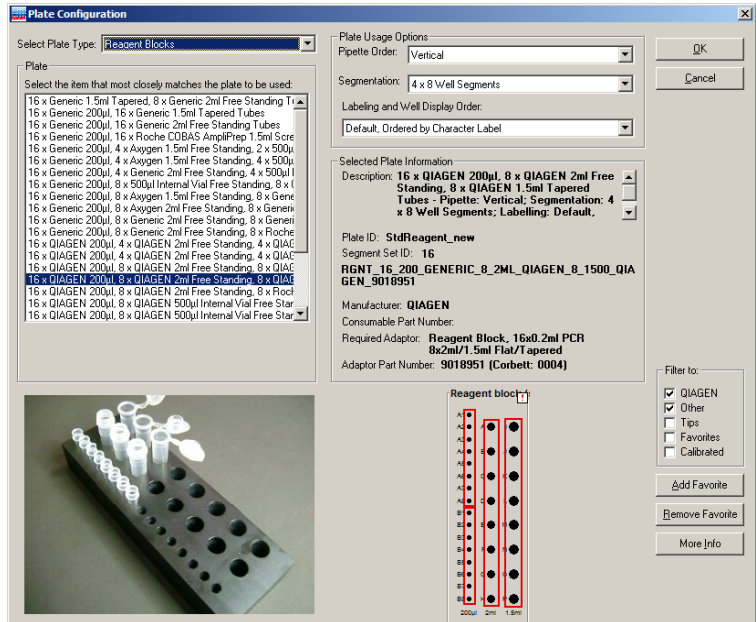 Plate Configuration
Select Plate Type: Reagent Blocks
Plate
Select the item that most closely matches the plate to be used:
16 x Generic 1.5ml Tapered, 8 x Generic 2ml Free Standing
16 x Generic 200µl, 16 x Generic 1.5ml Tapered Tubes
16 x Generic 200µl, 16 x Generic 2ml Free Standing Tubes
16 x Generic 200µl, 16 x Roche COBAS AmpliPrep 1.5ml Scre
16 x Generic 200µl, 4 x Axygen 1.5ml Free Standing, 2 x 500µ
16 x Generic 200µl, 4 x Axygen 1.5ml Free Standing, 4 x 500µ
16 x Generic 200µl, 4 x Generic 2ml Free Standing, 4 x 500µl
16 x Generic 200µl, 8 x 500µl Internal Vial Free Standing, 8 x
16 x Generic 200µl, 8 x Axygen 1.5ml Free Standing, 8 x Gene
16 x Generic 200µl, 8 x Axygen 2ml Free Standing, 8 x Generi
16 x Generic 200µl, 8 x Generic 2ml Free Standing, 8 x Generi
16 x Generic 200µl, 8 x Generic 2ml Free Standing, 8 x Roche
16 x QIAGEN 200µl, 4 x QIAGEN 2ml Free Standing, 4 x QIAG
16 x QIAGEN 200µl, 8 x QIAGEN 2ml Free Standing, 4 x QIAG
16 x QIAGEN 200µl, 8 x QIAGEN 2ml Free Standing, 8 x QIAG
16 x QIAGEN 200µl, 8 x QIAGEN 2ml Free Standing, 8 x QIAG
16 x QIAGEN 200µl, 8 x QIAGEN 2ml Free Standing, 8 x Roch
16 x QIAGEN 200µl, 8 x QIAGEN 500µl Internal Vial Free Star
16 x QIAGEN 200µl, 8 x QIAGEN 500µl Internal Vial Free Star
Plate Usage Options
Pipette Order: Vertical
Segmentation: 4 x 8 Well Segments
Labeling and Well Display Order:
Default, Ordered by Character Label
Selected Plate Information
Description: 16 x QIAGEN 200µl, 8 x QIAGEN 2ml Free
Standing, 8 x QIAGEN 1.5ml Tapered
Tubes - Pipette: Vertical; Segmentation: 4
x 8 Well Segments; Labelling: Default,
Plate ID: StdReagent_new
Segment Set ID: 16
RGNT_16_200_GENERIC_8_2ML_QIAGEN_8_1500_QIA
GEN_9018951
Manufacturer: QIAGEN
Consumable Part Number:
Required Adaptor: Reagent Block, 16x0.2ml PCR
8x2ml/1.5ml Flat/Tapered
Adaptor Part Number: 9018951 (Corbett: 0004)
OK
Cancel
Filter to:
QIAGEN
Other
Tips
Favorites
Calibrated
Add Favorite
Remove Favorite
More Info
Reagent block
!
200µl 2ml 1.5ml